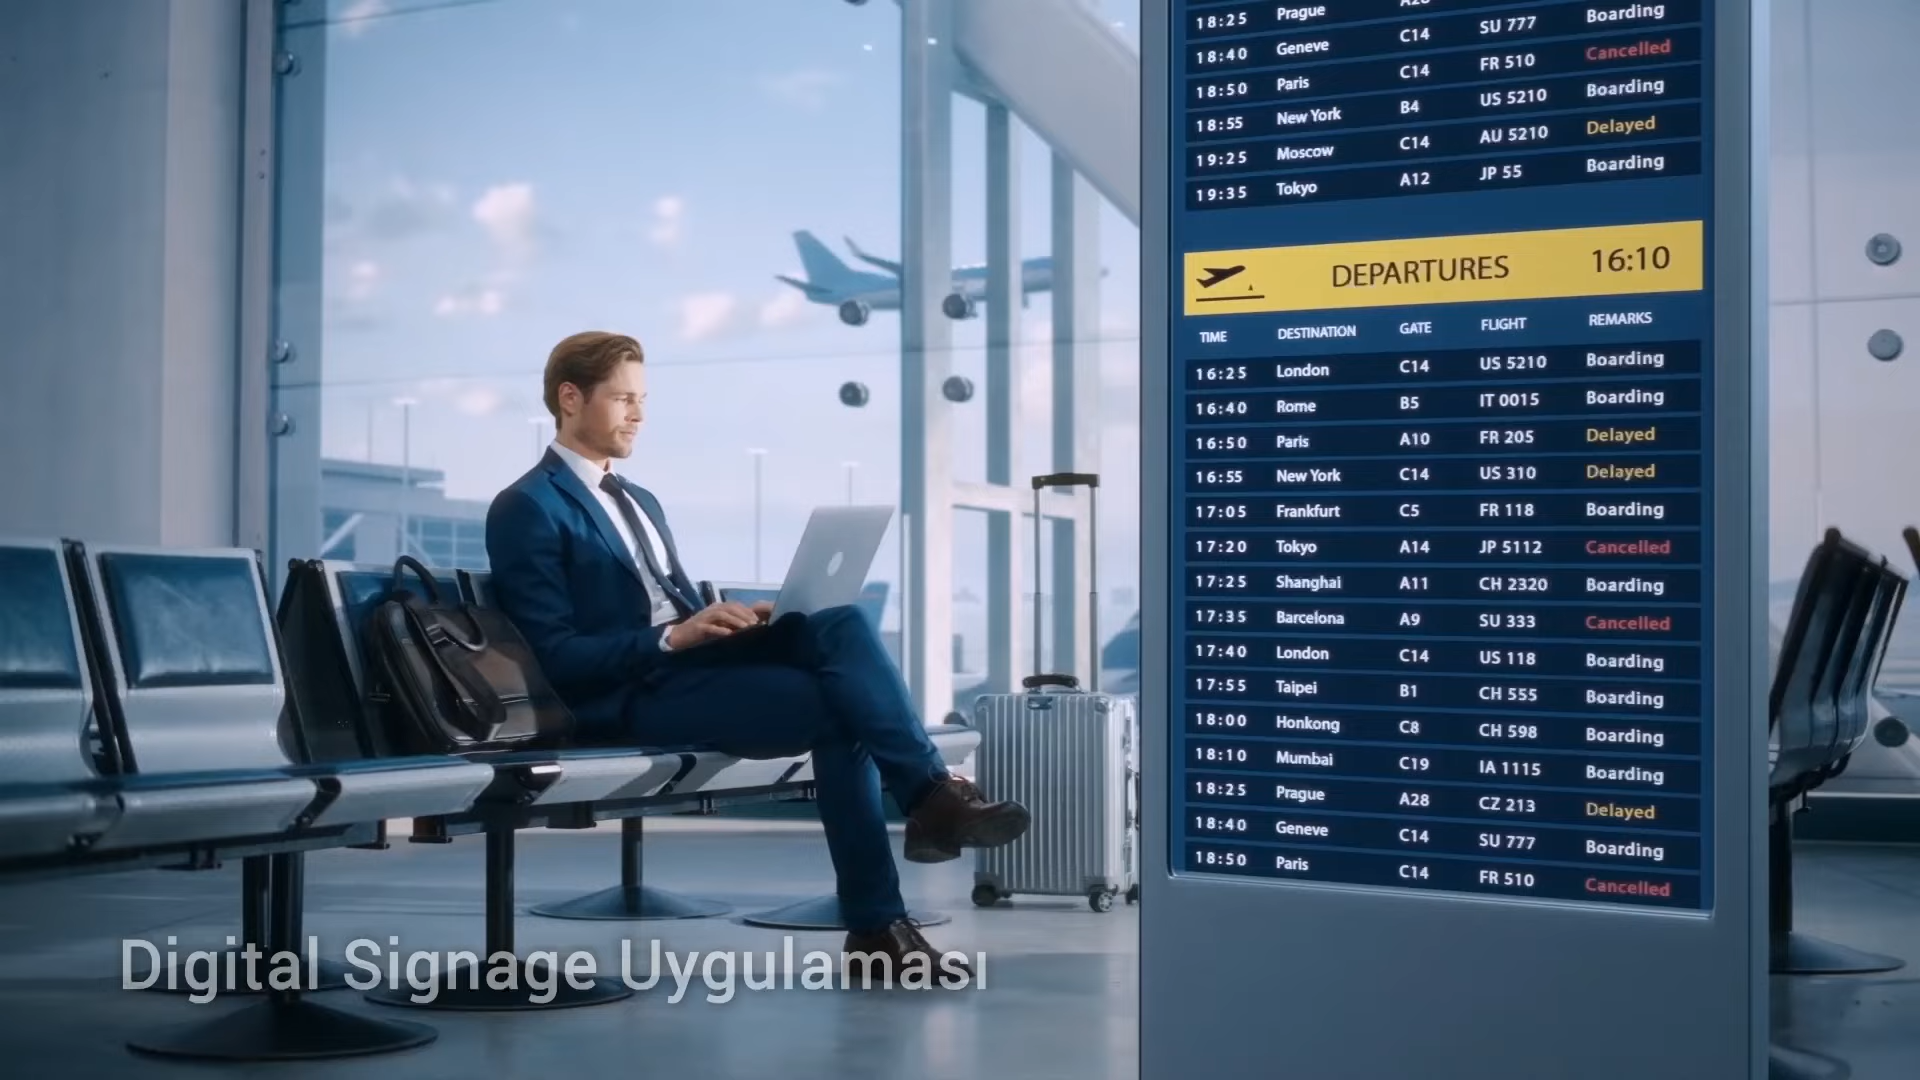 18:25 Prague A28 Boarding
18:40 Geneve C14 SU 777 Cancelled
18:50 Paris C14 FR 510 Boarding
18:55 New York B4 US 5210 Delayed
19:25 Moscow C14 AU 5210 Boarding
19:35 Tokyo A12 JP 55
DEPARTURES 16:10
TIME DESTINATION GATE FLIGHT REMARKS
16:25 London C14 US 5210 Boarding
16:40 Rome B5 IT 0015 Boarding
16:50 Paris A10 FR 205 Delayed
16:55 New York C14 US 310 Delayed
17:05 Frankfurt C5 FR 118 Boarding
17:20 Tokyo A14 JP 5112 Cancelled
17:25 Shanghai A11 CH 2320 Boarding
17:35 Barcelona A9 SU 333 Cancelled
17:40 London C14 US 118 Boarding
17:55 Taipei B1 CH 555 Boarding
18:00 Honkong C8 CH 598 Boarding
18:10 Mumbai C19 IA 1115 Boarding
18:25 Prague A28 CZ 213 Delayed
18:40 Geneve C14 SU 777 Boarding
18:50 Paris C14 FR 510 Cancelled
Digital Signage Uygulaması